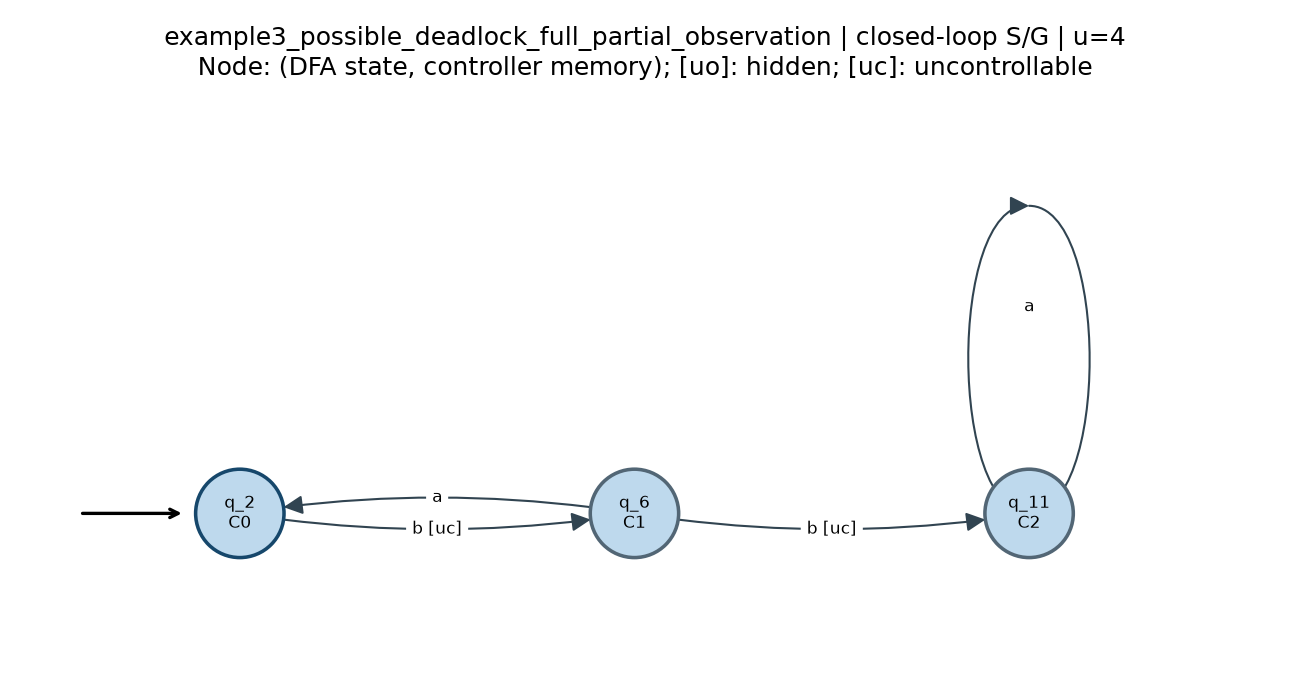 example3_possible_deadlock_full_partial_observation | closed-loop S/G | u=4
Node: (DFA state, controller memory); [uo]: hidden; [uc]: uncontrollable
a
a
b [uc]
b [uc]
q_2
C0
q_6
C1
q_11
C2